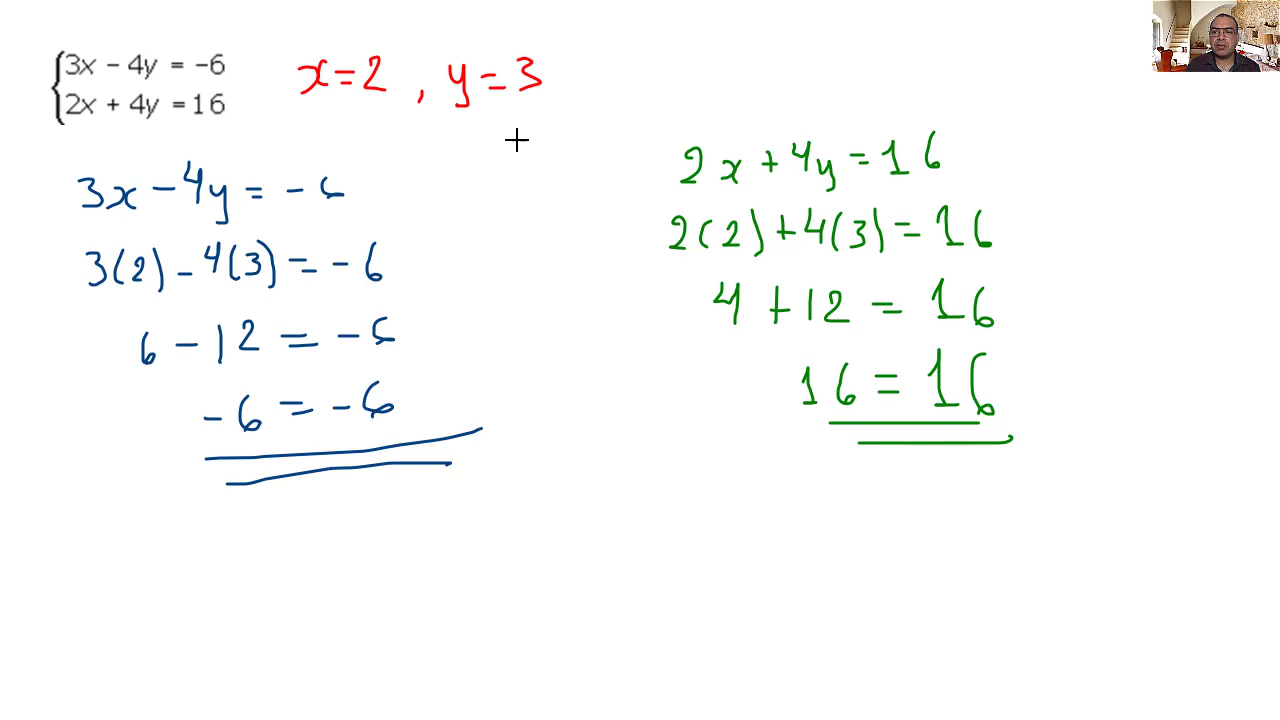 3x − 4y = -6
2x + 4y = 16
x = 2 , y = 3
3x − 4y = − 6
3(2) − 4(3) = − 6
6 − 12 = − 6
- 6 = − 6
2x + 4y = 16
2(2) + 4(3) = 16
4 + 12 = 16
16 = 16